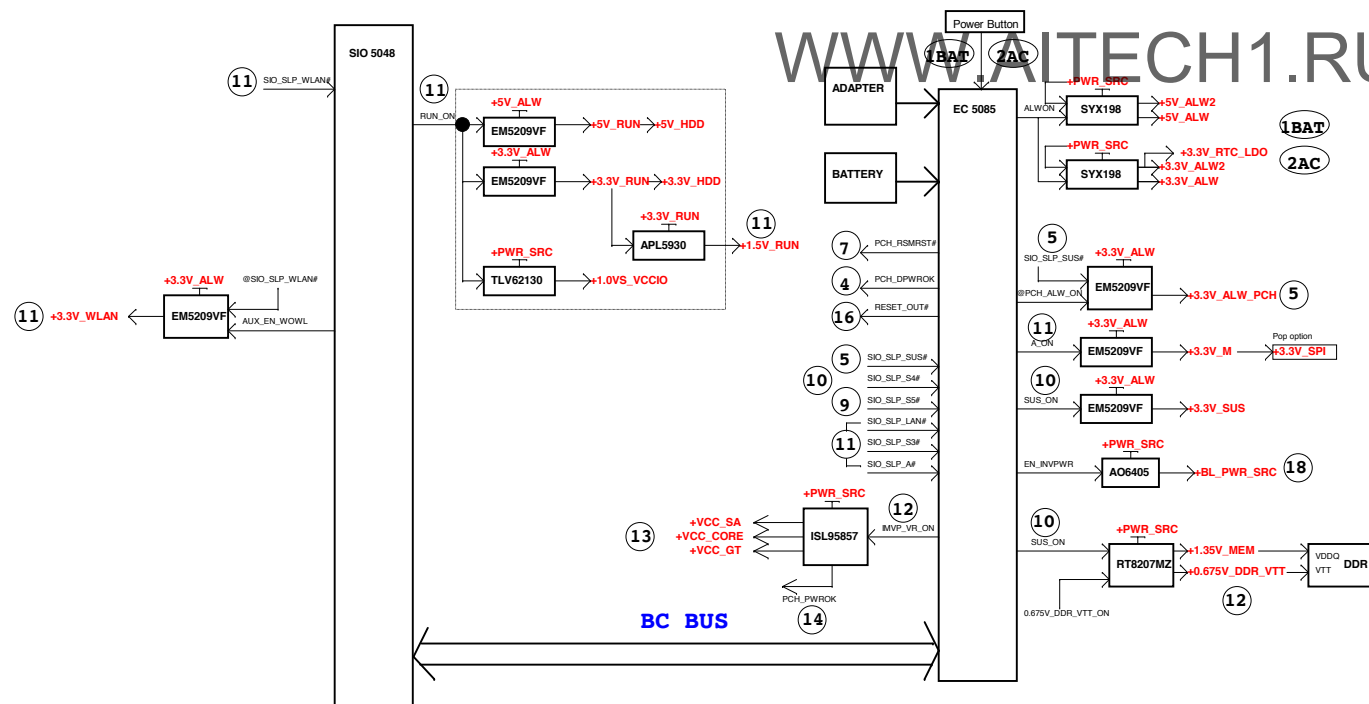 WWW.AITECH1.RU
Power Button
1BAT
2AC
SIO 5048
11
SIO_SLP_WLAN#
11
RUN_ON
+5V_ALW
EM5209VF
+5V_RUN
+5V_HDD
+3.3V_ALW
EM5209VF
+3.3V_RUN
+3.3V_HDD
+3.3V_RUN
APL5930
11
+1.5V_RUN
+PWR_SRC
TLV62130
+1.0VS_VCCIO
+3.3V_ALW
@SIO_SLP_WLAN#
11
+3.3V_WLAN
EM5209VF
AUX_EN_WOWL
ADAPTER
BATTERY
EC 5085
ALWON
+PWR_SRC
SYX198
+5V_ALW2
+5V_ALW
1BAT
+PWR_SRC
SYX198
+3.3V_RTC_LDO
+3.3V_ALW2
+3.3V_ALW
2AC
7
PCH_RSMRST#
4
PCH_DPWROK
16
RESET_OUT#
5
SIO_SLP_SUS#
10
SIO_SLP_S4#
9
SIO_SLP_S5#
SIO_SLP_LAN#
11
SIO_SLP_S3#
SIO_SLP_A#
5
SIO_SLP_SUS#
+3.3V_ALW
@PCH_ALW_ON
EM5209VF
+3.3V_ALW_PCH
5
11
A_ON
+3.3V_ALW
EM5209VF
+3.3V_M
Pop option
+3.3V_SPI
10
SUS_ON
+3.3V_ALW
EM5209VF
+3.3V_SUS
EN_INVPWR
+PWR_SRC
AO6405
+BL_PWR_SRC
18
+PWR_SRC
12
IMVP_VR_ON
ISL95857
13
+VCC_SA
+VCC_CORE
+VCC_GT
PCH_PWROK
14
10
SUS_ON
+PWR_SRC
RT8207MZ
+1.35V_MEM
+0.675V_DDR_VTT
12
0.675V_DDR_VTT_ON
VDDQ
VTT
DDR
BC BUS